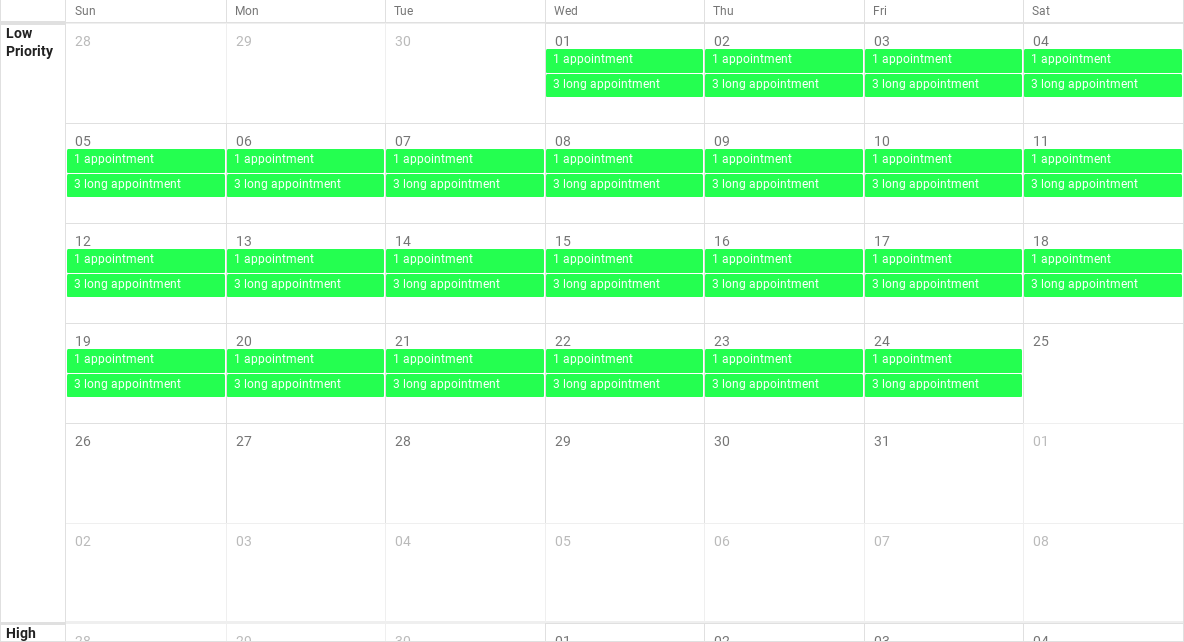 Sun Mon Tue Wed Thu Fri Sat
Low
Priority
28 29 30 01 02 03 04
1 appointment 1 appointment 1 appointment 1 appointment
3 long appointment 3 long appointment 3 long appointment 3 long appointment
05 06 07 08 09 10 11
1 appointment 1 appointment 1 appointment 1 appointment 1 appointment 1 appointment 1 appointment
3 long appointment 3 long appointment 3 long appointment 3 long appointment 3 long appointment 3 long appointment 3 long appointment
12 13 14 15 16 17 18
1 appointment 1 appointment 1 appointment 1 appointment 1 appointment 1 appointment 1 appointment
3 long appointment 3 long appointment 3 long appointment 3 long appointment 3 long appointment 3 long appointment 3 long appointment
19 20 21 22 23 24 25
1 appointment 1 appointment 1 appointment 1 appointment 1 appointment 1 appointment
3 long appointment 3 long appointment 3 long appointment 3 long appointment 3 long appointment 3 long appointment
26 27 28 29 30 31 01
02 03 04 05 06 07 08
High
28 29 30 01 02 03 04